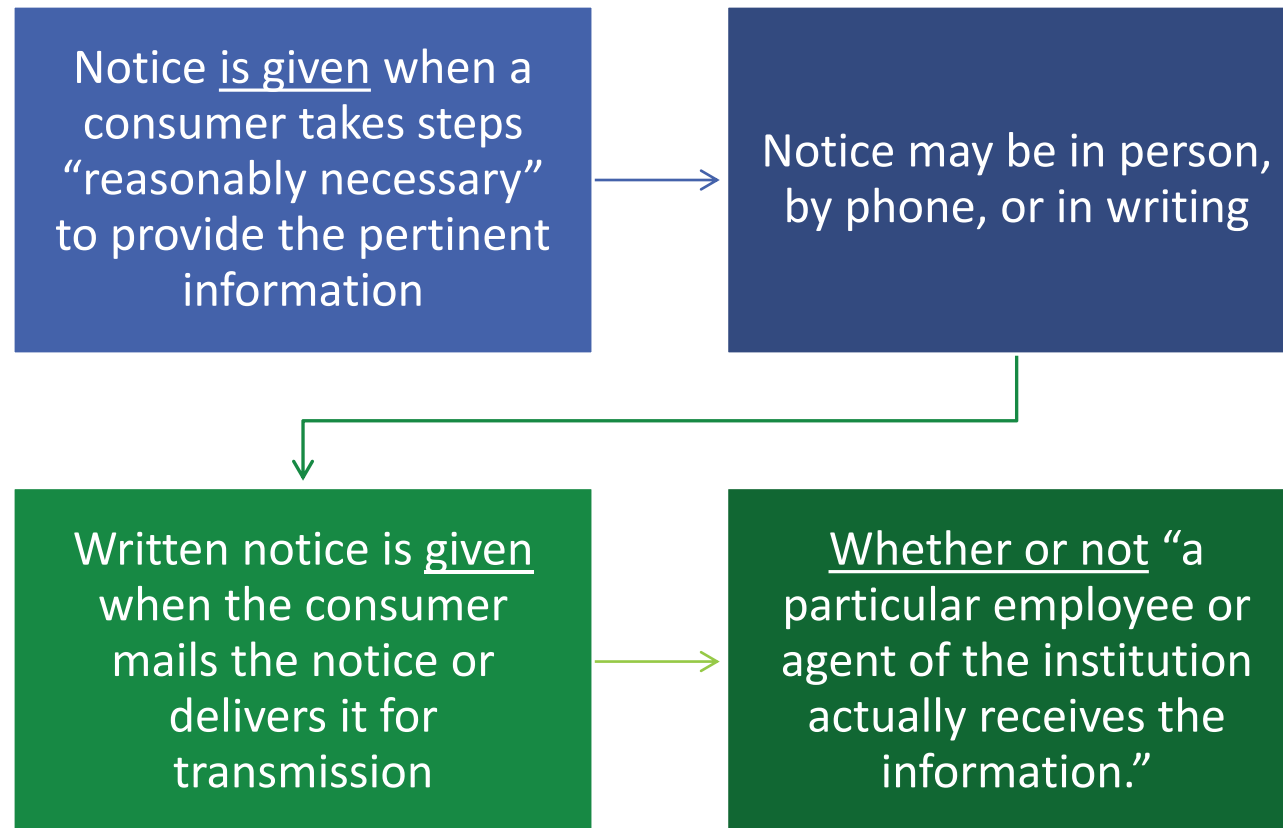 Notice is given when a
consumer takes steps
“reasonably necessary”
to provide the pertinent
information
Notice may be in person,
by phone, or in writing
Written notice is given
when the consumer
mails the notice or
delivers it for
transmission
Whether or not “a
particular employee or
agent of the institution
actually receives the
information.”